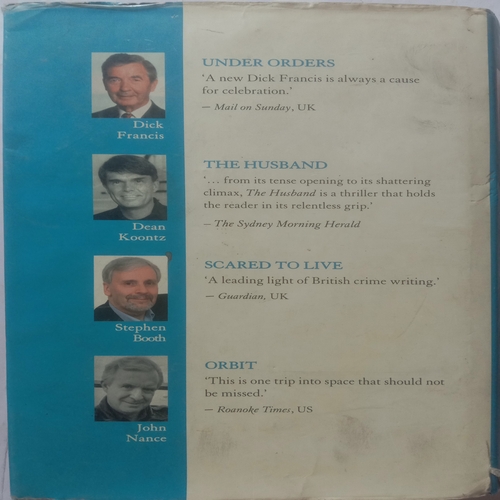 UNDER ORDERS
'A new Dick Francis is always a cause
for celebration.'
— Mail on Sunday, UK
Dick
Francis
THE HUSBAND
'... from its tense opening to its shattering
climax, The Husband is a thriller that holds
the reader in its relentless grip.'
– The Sydney Morning Herald
Dean
Koontz
SCARED TO LIVE
'A leading light of British crime writing.'
— Guardian, UK
Stephen
Booth
ORBIT
'This is one trip into space that should not
be missed.'
— Roanoke Times, US
John
Nance